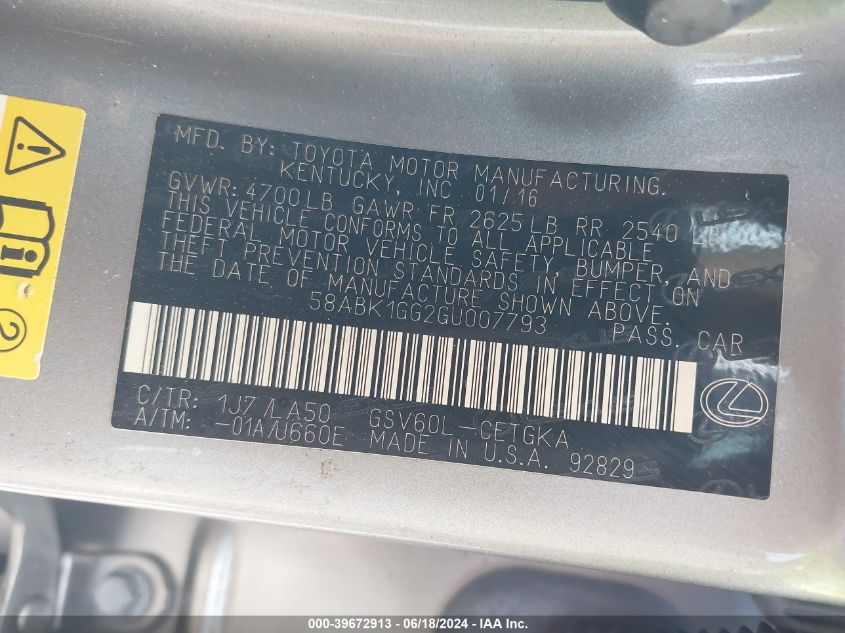 MFD. BY: TOYOTA MOTOR MANUFACTURING.
KENTUCKY, INC 01/16
GVWR: 4700LB GAWR FR 2625LB RR 2540 LB
THIS VEHICLE CONFORMS TO ALL APPLICABLE
FEDERAL MOTOR VEHICLE SAFETY, BUMPER, AND
THEFT PREVENTION STANDARDS IN EFFECT ON
THE DATE OF MANUFACTURE SHOWN ABOVE.
58ABK1GG2GU007793 PASS. CAR
C/TR: 1J7 /LA50 GSV60L-CETGKA
A/TM: -01A/U660E MADE IN U.S.A. 92829
2
000-39672913 - 06/18/2024 - IAA Inc.